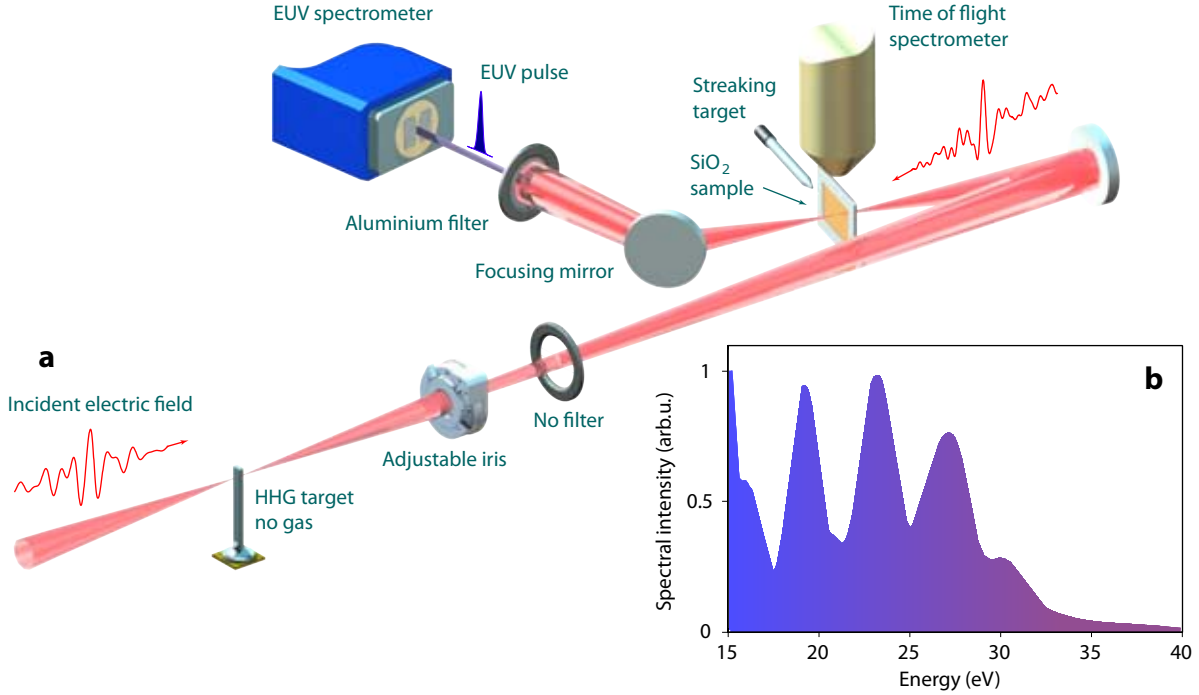 EUV spectrometer
EUV pulse
Time of flight
spectrometer
Streaking
target
SiO₂
sample
Aluminium filter
Focusing mirror
a
Incident electric field
HHG target
no gas
Adjustable iris
No filter
b
Spectral intensity (arb.u.)
1
0.5
0
15
20
25
30
35
40
Energy (eV)